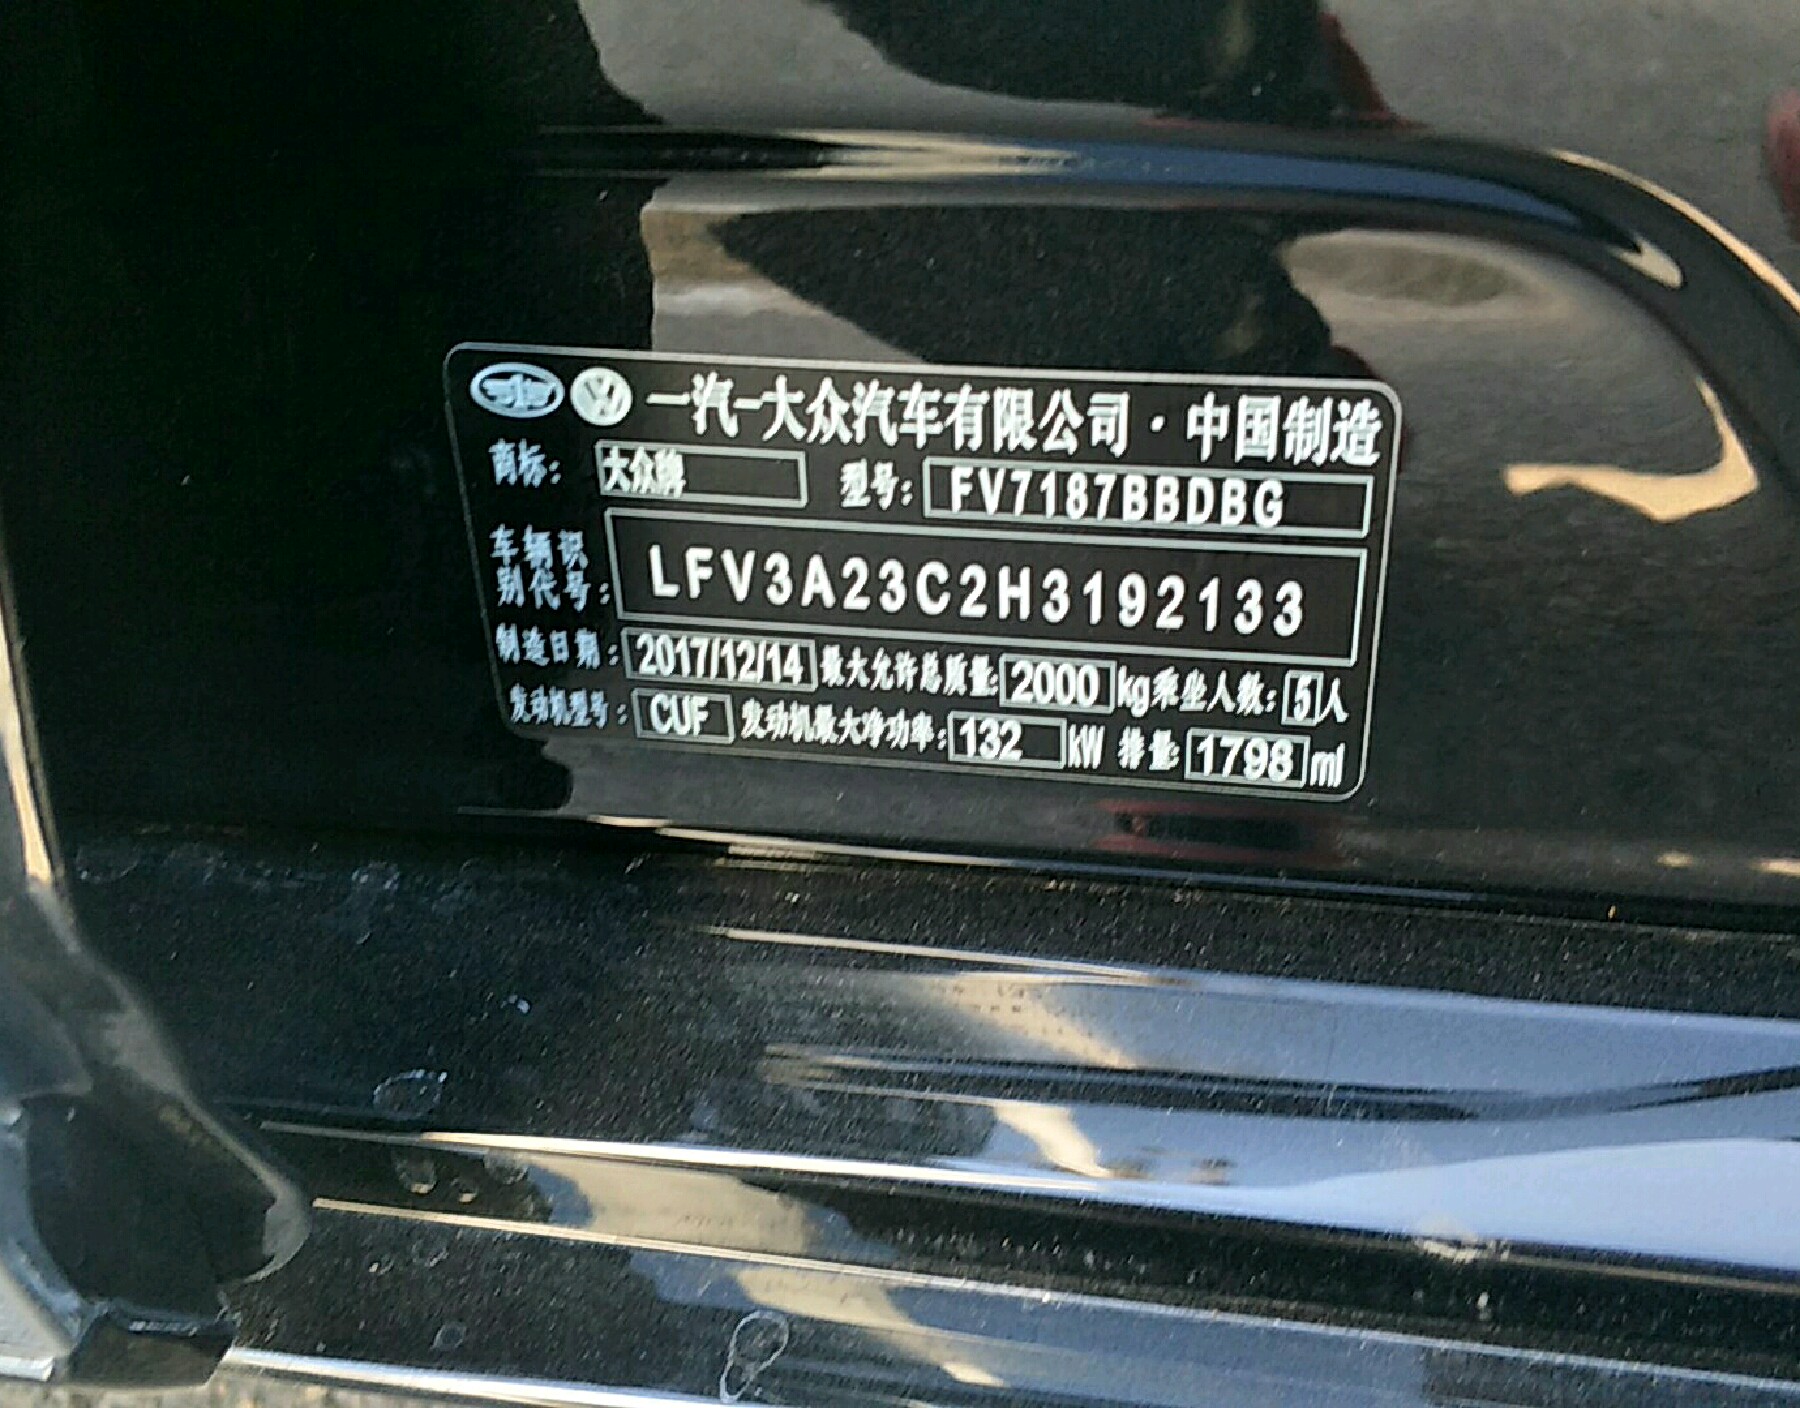 一汽-大众汽车有限公司·中国制造
商标: 大众牌 型号: FV7187BBDBG
车辆识
别代号: LFV3A23C2H3192133
制造日期: 2017/12/14 最大允许总质量: 2000 kg 乘坐人数: 5 人
发动机型号: CUF 发动机最大净功率: 132 kW 排量: 1798 ml